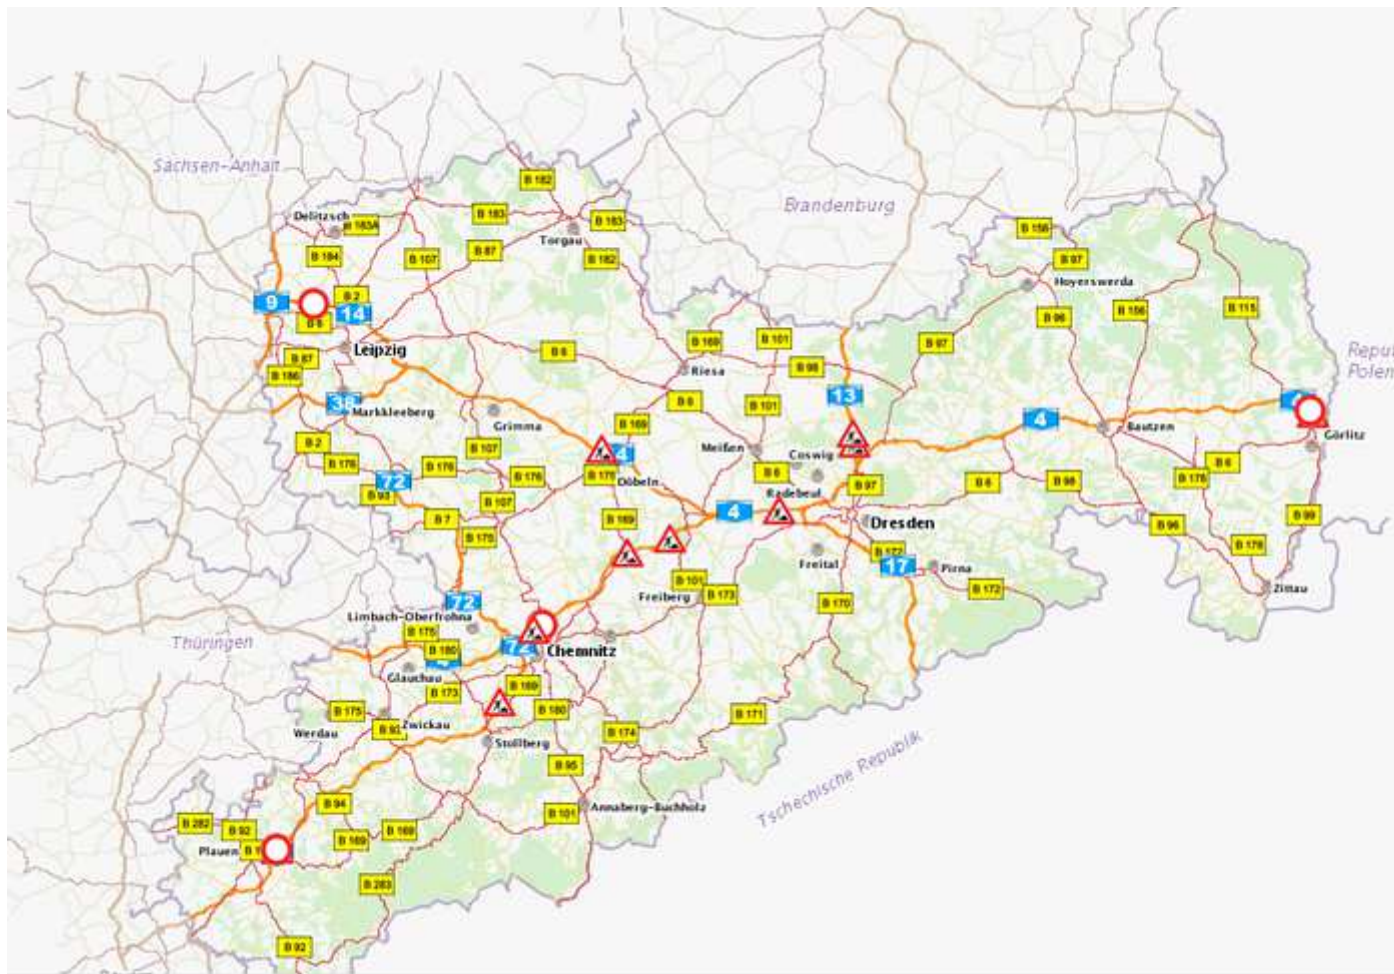 Sachsen-Anhalt
B 182
Brandenburg
Delitzsch
B 183A
B 183
B 183
Torgau
B 184
B 107
B 87
B 182
B 156
B 97
Hoyerswerda
9
B 2
14
B 6
B 96
B 156
B 115
Leipzig
B 87
B 186
B 6
B 169
B 101
B 98
B 97
Riesa
Polen
38
Markkleeberg
Grimma
B 6
B 101
13
4
Bautzen
Görlitz
B 2
B 176
B 176
72
B 93
B 107
B 176
B 107
B 169
Döbeln
Meißen
Coswig
B 6
Radebeul
B 97
B 6
B 98
B 178
B 6
B 7
B 175
B 169
4
Dresden
B 96
B 99
B 178
Zittau
Freital
B 172
17
Pirna
B 172
B 101
Freiberg
B 173
B 170
72
Limbach-Oberfrohna
Thüringen
B 175
B 180
72
Chemnitz
Glauchau
B 173
B 169
B 180
B 175
Werdau
Zwickau
Stollberg
B 174
B 171
B 95
Tschechische Republik
B 94
B 101
Annaberg-Buchholz
B 282
B 92
Plauen
B 169
B 169
B 283
B 92